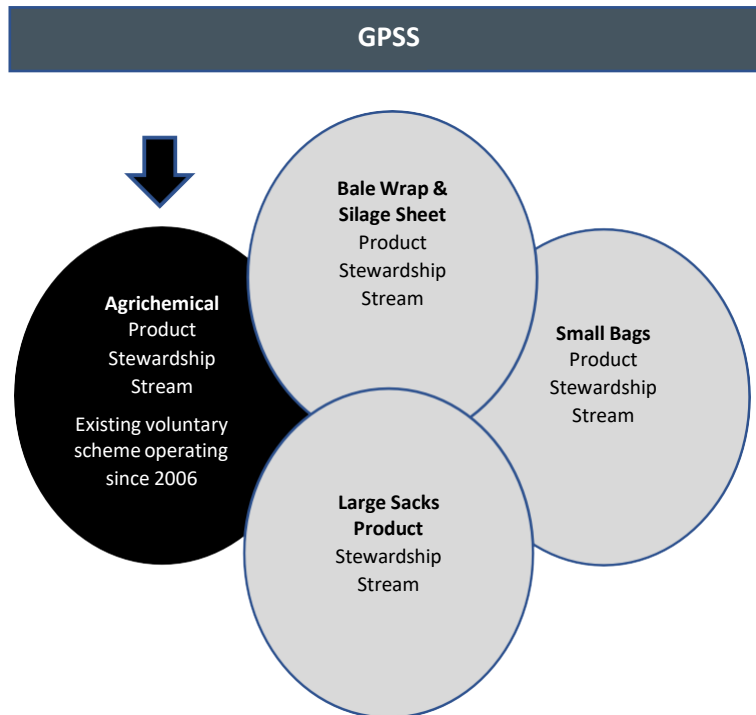 GPSS
Bale Wrap &
Silage Sheet
Product
Stewardship
Stream
Agrichemical
Product
Stewardship
Stream
Existing voluntary
scheme operating
since 2006
Small Bags
Product
Stewardship
Stream
Large Sacks
Product
Stewardship
Stream